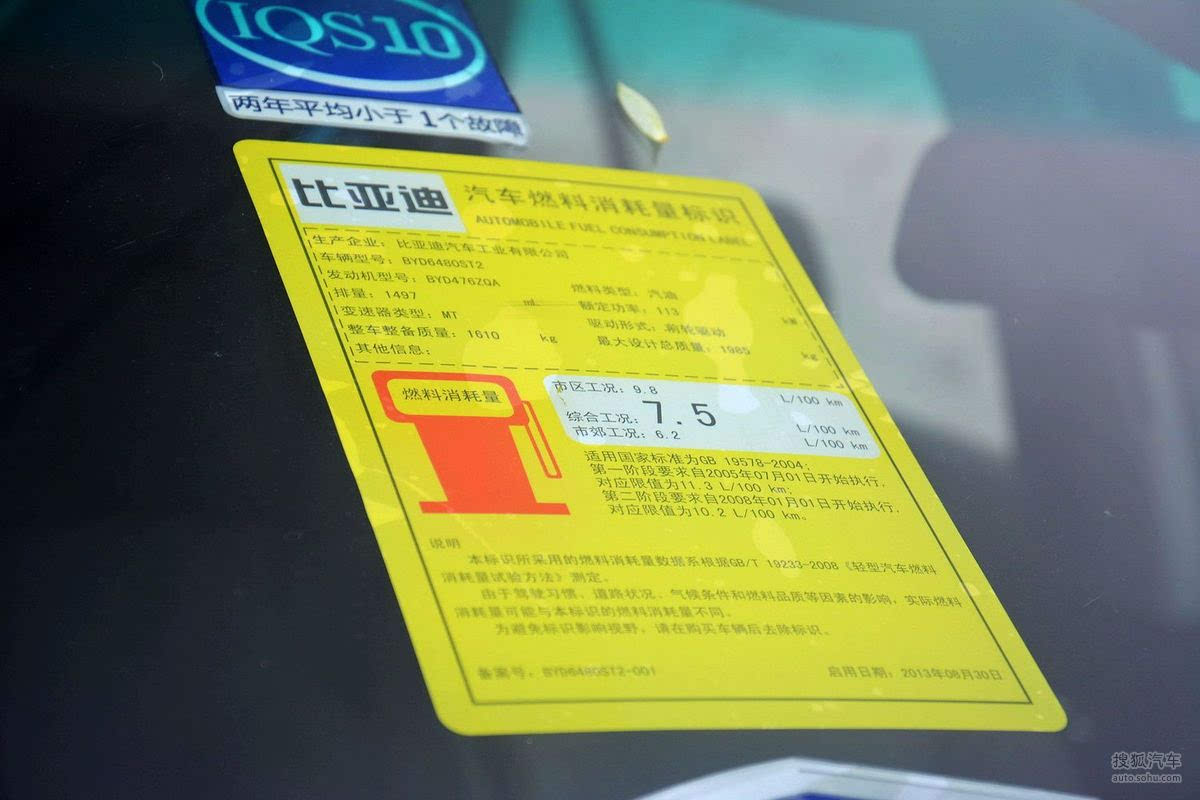 IQS10
两年平均小于1个故障
比亚迪 汽车燃料消耗量标识
AUTOMOBILE FUEL CONSUMPTION LABEL
生产企业：比亚迪汽车工业有限公司
车辆型号：BYD6480ST2
发动机型号：BYD476ZQA 燃料类型：汽油
排量：1497 mL 额定功率：113 kW
变速器类型：MT 驱动形式：前轮驱动
整车整备质量：1610 kg 最大设计总质量：1985 kg
其他信息：
燃料消耗量
市区工况：9.8 L/100 km
综合工况：7.5 L/100 km
市郊工况：6.2 L/100 km
适用国家标准为GB 19578-2004；
第一阶段要求自2005年07月01日开始执行，
对应限值为11.3 L/100 km；
第二阶段要求自2008年01月01日开始执行，
对应限值为10.2 L/100 km。
说明
本标识所采用的燃料消耗量数据系根据GB/T 19233-2008《轻型汽车燃料
消耗量试验方法》测定。
由于驾驶习惯、道路状况、气候条件和燃料品质等因素的影响，实际燃料
消耗量可能与本标识的燃料消耗量不同。
为避免标识影响视野，请在购买车辆后去除标识。
备案号：BYD6480ST2-001 启用日期：2013年08月30日
搜狐汽车
auto.sohu.com